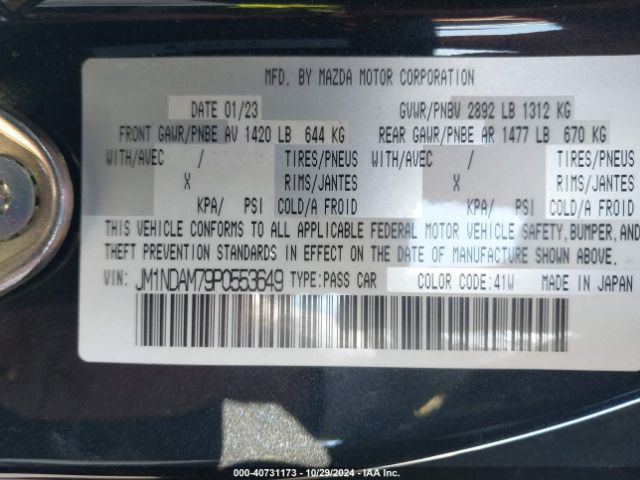 MFD. BY MAZDA MOTOR CORPORATION
DATE 01/23 GVWR/PNBV 2892 LB 1312 KG
FRONT GAWR/PNBE AV 1420 LB 644 KG REAR GAWR/PNBE AR 1477 LB 670 KG
WITH/AVEC / TIRES/PNEUS WITH/AVEC / TIRES/PNEUS
X RIMS/JANTES X RIMS/JANTES
KPA/ PSI COLD/A FROID KPA/ PSI COLD/A FROID
THIS VEHICLE CONFORMS TO ALL APPLICABLE FEDERAL MOTOR VEHICLE SAFETY, BUMPER, AND
THEFT PREVENTION STANDARDS IN EFFECT ON THE DATE OF MANUFACTURE SHOWN ABOVE.
VIN: JM1NDAM79P0553649 TYPE:PASS CAR COLOR CODE:41W MADE IN JAPAN
000-40731173 - 10/29/2024 - IAAI Inc.